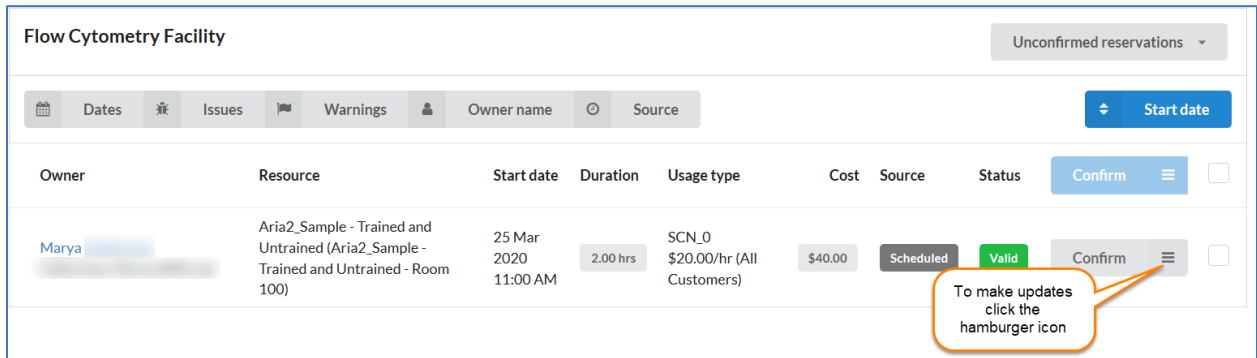 Flow Cytometry Facility
Unconfirmed reservations
Dates Issues Warnings Owner name Source
Start date
Owner Resource Start date Duration Usage type Cost Source Status Confirm
Marya
Aria2_Sample - Trained and
Untrained (Aria2_Sample -
Trained and Untrained - Room
100)
25 Mar
2020
11:00 AM
2.00 hrs
SCN_0
$20.00/hr (All
Customers)
$40.00
Scheduled
Valid
Confirm
To make updates
click the
hamburger icon